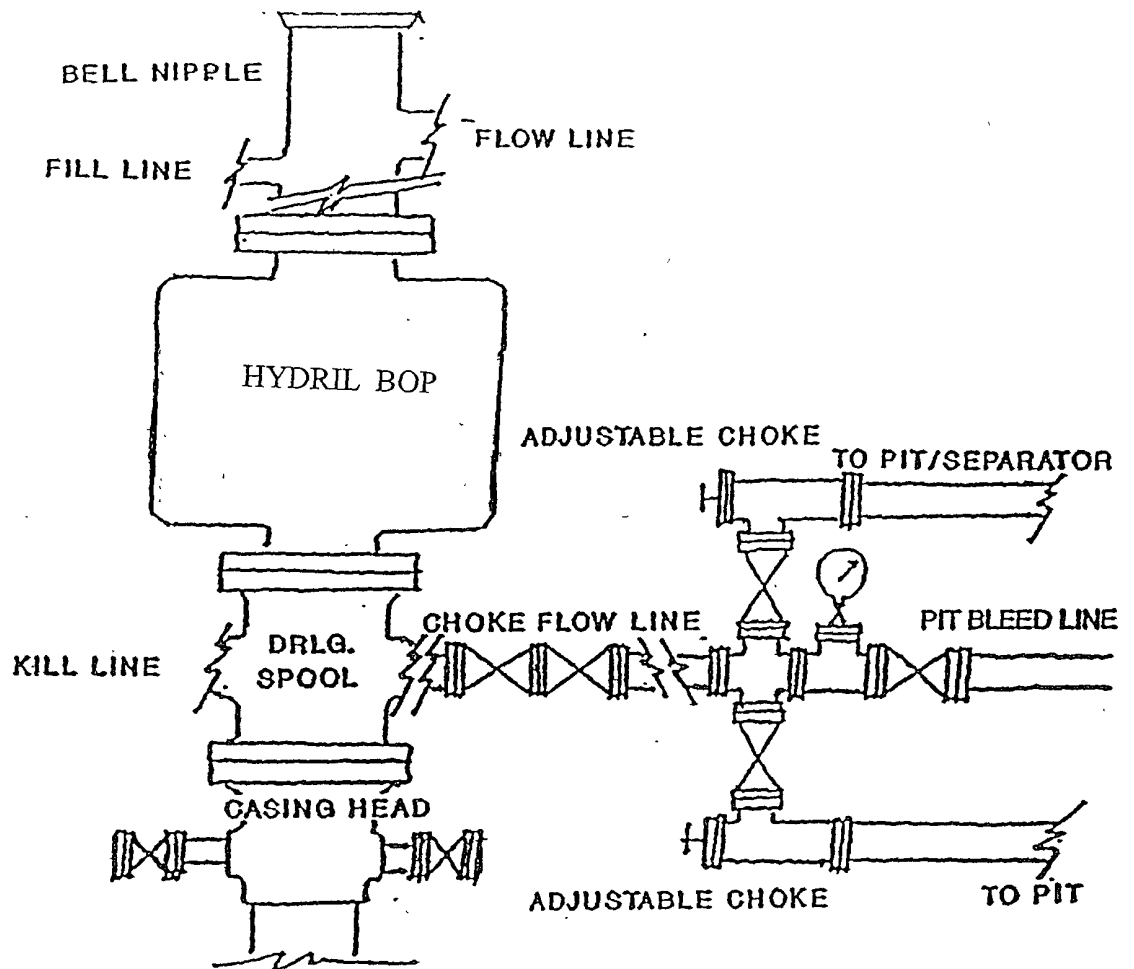 BELL NIPPLE
FLOW LINE
FILL LINE
HYDRIL BOP
ADJUSTABLE CHOKE
TO PIT/SEPARATOR
CHOKE FLOW LINE
PIT BLEED LINE
KILL LINE
DRLG.
SPOOL
CASING HEAD
ADJUSTABLE CHOKE
TO PIT